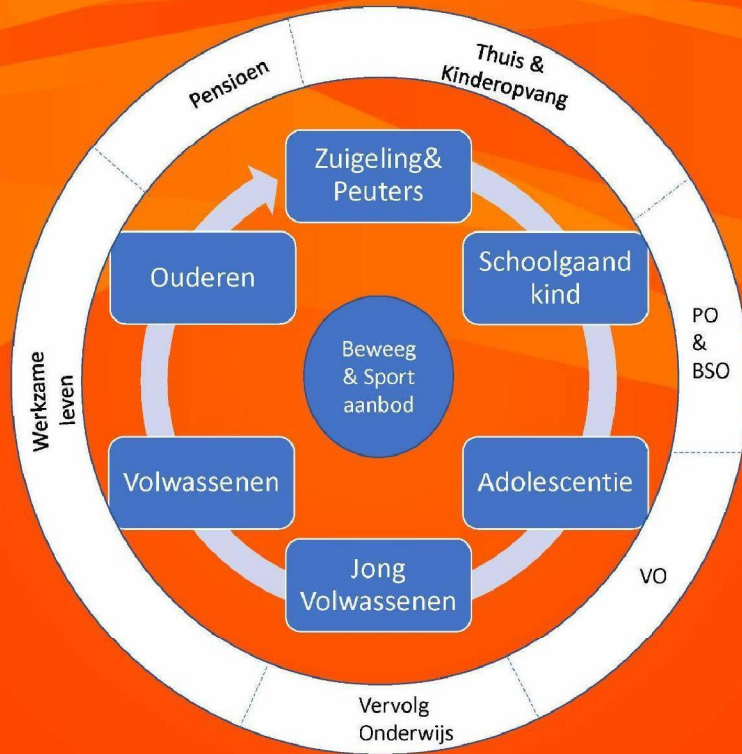 Pensioen
Thuis &
Kinderopvang
Zuigeling&
Peuters
Ouderen
Schoolgaand
kind
PO
&
BSO
Beweeg
& Sport
aanbod
Werkzame
leven
Volwassenen
Adolescentie
Jong
Volwassenen
VO
Vervolg
Onderwijs